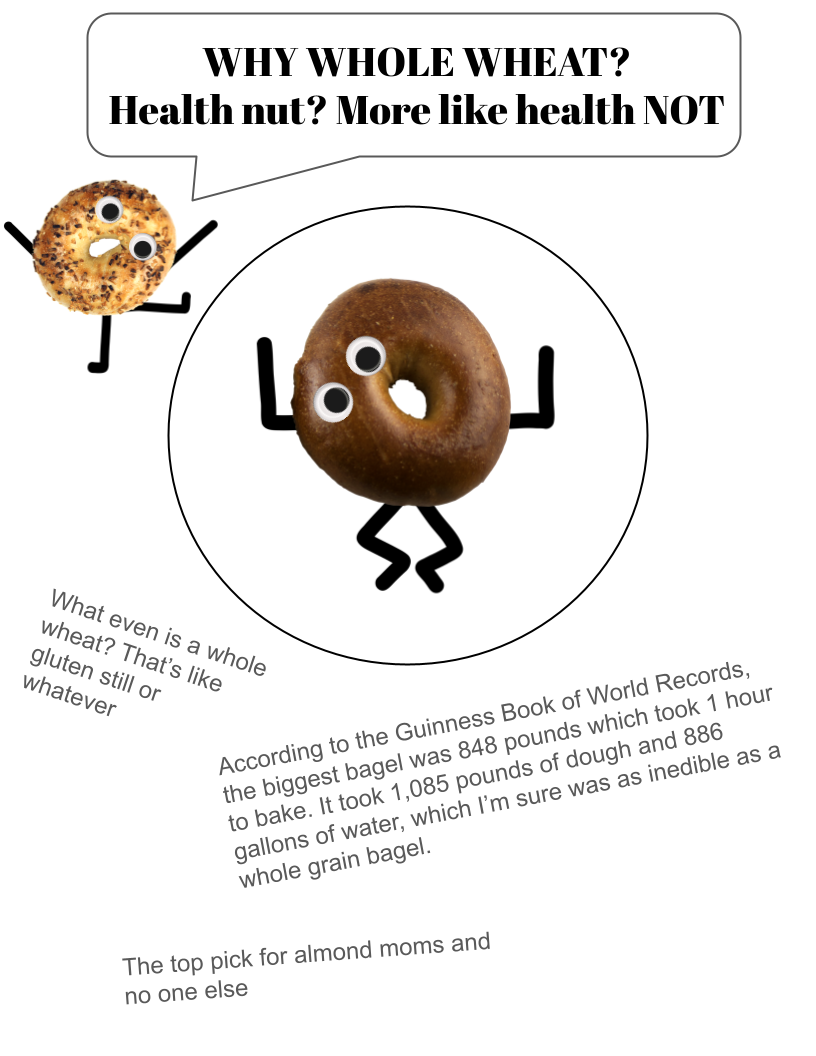 WHY WHOLE WHEAT?
Health nut? More like health NOT
What even is a whole
wheat? That's like
gluten still or
whatever
According to the Guinness Book of World Records,
the biggest bagel was 848 pounds which took 1 hour
to bake. It took 1,085 pounds of dough and 886
gallons of water, which I'm sure was as inedible as a
whole grain bagel.
The top pick for almond moms and
no one else